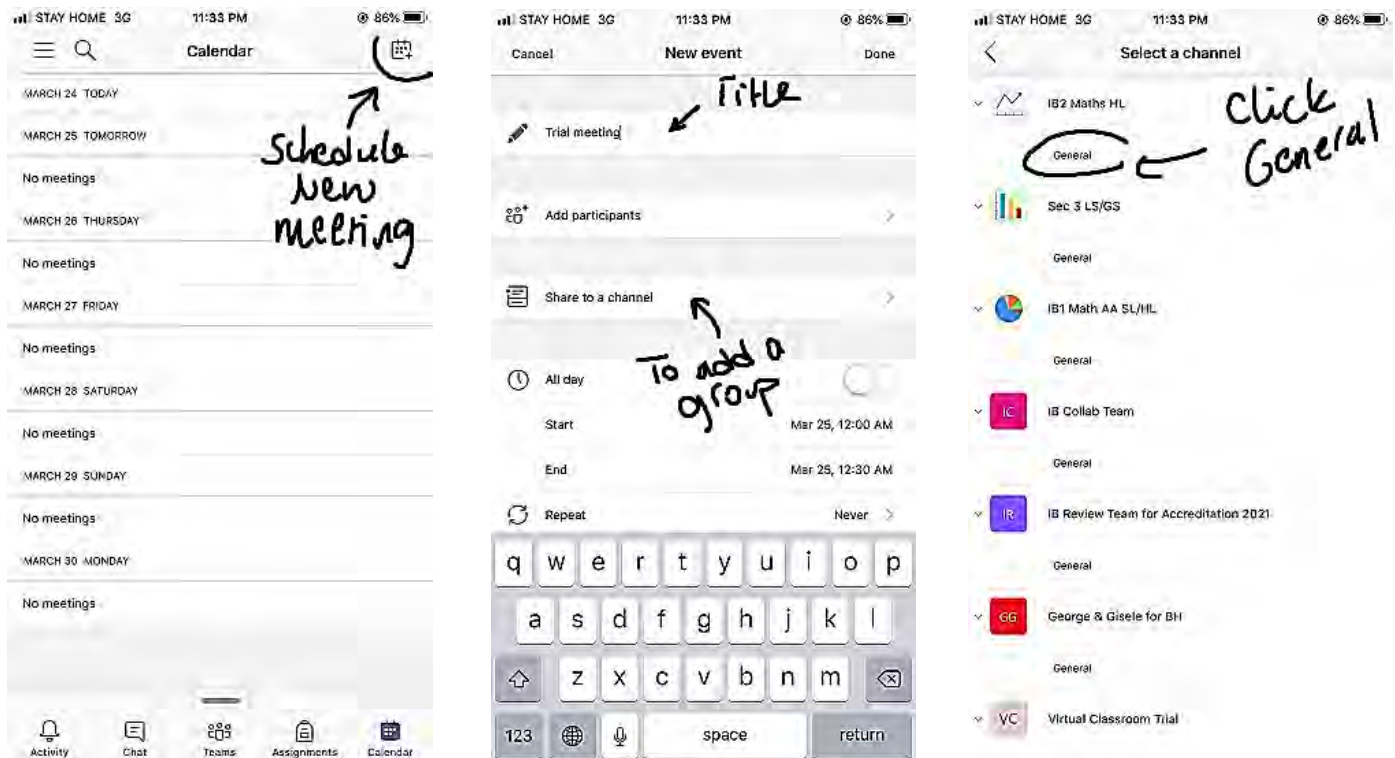 STAY HOME 3G 11:33 PM 86%
Calendar
MARCH 24 TODAY
MARCH 25 TOMORROW
No meetings
MARCH 26 THURSDAY
No meetings
MARCH 27 FRIDAY
No meetings
MARCH 28 SATURDAY
No meetings
MARCH 29 SUNDAY
No meetings
MARCH 30 MONDAY
No meetings
Schedule
New
meeting
Activity Chat Teams Assignments Calendar
STAY HOME 3G 11:33 PM 86%
Cancel New event Done
Title
Trial meeting
Add participants
Share to a channel
To add a
group
All day
Start Mar 25, 12:00 AM
End Mar 25, 12:30 AM
Repeat Never
q w e r t y u i o p
a s d f g h j k l
z x c v b n m
123 space return
STAY HOME 3G 11:33 PM 86%
Select a channel
IB2 Maths HL
General
Click
General
Sec 3 LS/GS
General
IB1 Math AA SL/HL
General
IC IB Collab Team
General
IR IB Review Team for Accreditation 2021
General
GG George & Gisele for BH
General
VC Virtual Classroom Trial